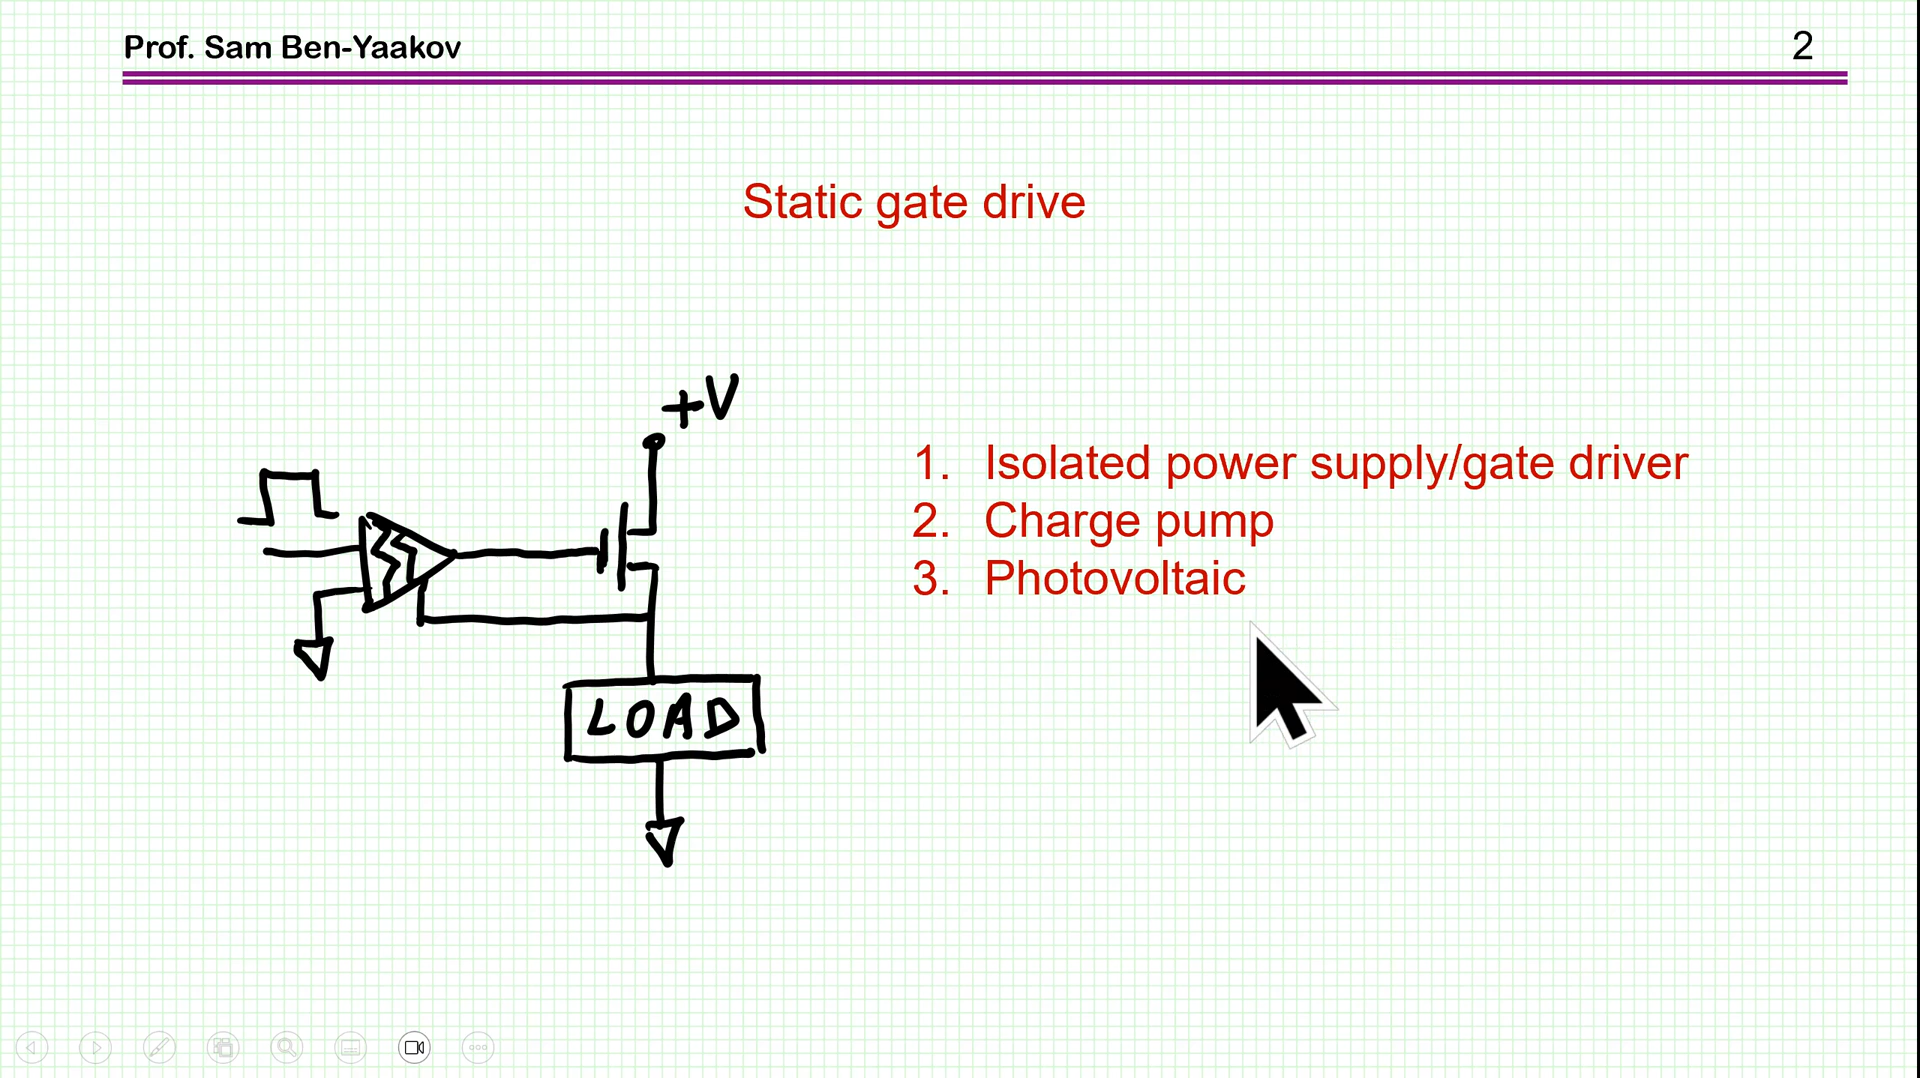 Prof. Sam Ben-Yaakov
2
Static gate drive
+V
1. Isolated power supply/gate driver
2. Charge pump
3. Photovoltaic
LOAD